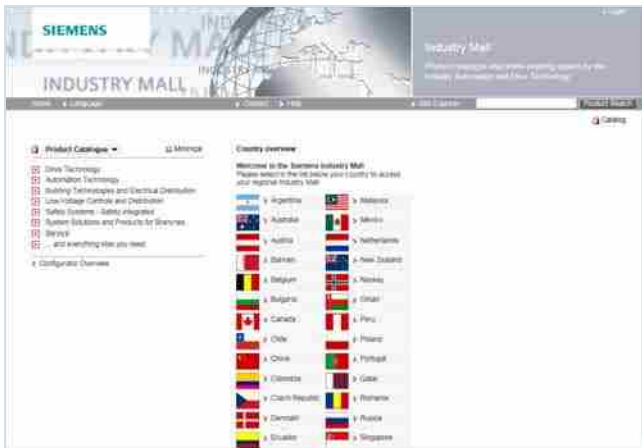 Login
SIEMENS
INDUSTRY MALL
Industry Mall
Home
Language
Contact
Help
Product Search
Catalog
Product Catalogue
Drive Technology
Automation Technology
Building Technologies and Electrical Distribution
Low-Voltage Controls and Distribution
Safety Systems - Safety Integrated
System Solutions and Products for Branches
Service
... and everything else you need
Configurator Overview
Country overview
Welcome to the Siemens Industry Mall
Please select in the list below your country to access
your regional Industry Mall
Argentina
Malaysia
Australia
México
Austria
Netherlands
Bahrain
New Zealand
Belgium
Norway
Bulgaria
Oman
Canada
Peru
Chile
Poland
China
Portugal
Colombia
Qatar
Czech Republic
Romania
Denmark
Russia
Ecuador
Singapore